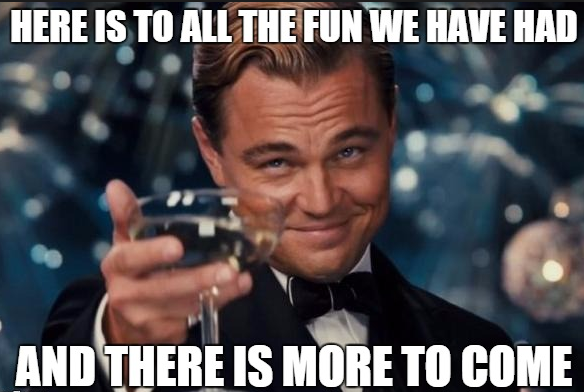 HERE IS TO ALL THE FUN WE HAVE HAD
AND THERE IS MORE TO COME